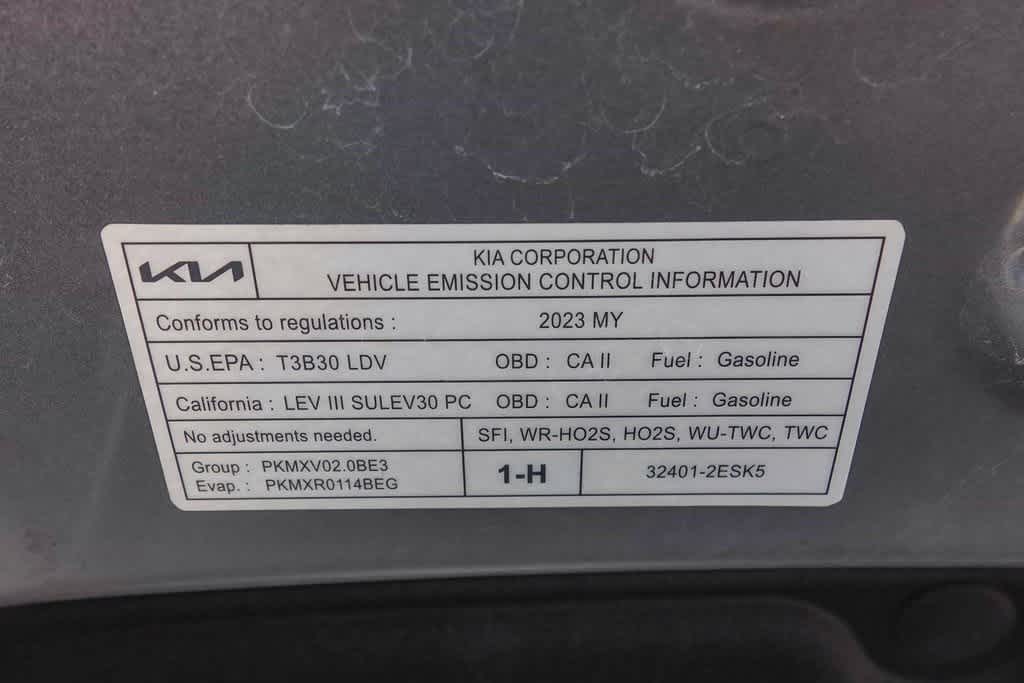 KIA
KIA CORPORATION
VEHICLE EMISSION CONTROL INFORMATION
Conforms to regulations : 2023 MY
U.S.EPA : T3B30 LDV OBD : CA II Fuel : Gasoline
California : LEV III SULEV30 PC OBD : CA II Fuel : Gasoline
No adjustments needed. SFI, WR-HO2S, HO2S, WU-TWC, TWC
Group : PKMXV02.0BE3
Evap. : PKMXR0114BEG
1-H
32401-2ESK5